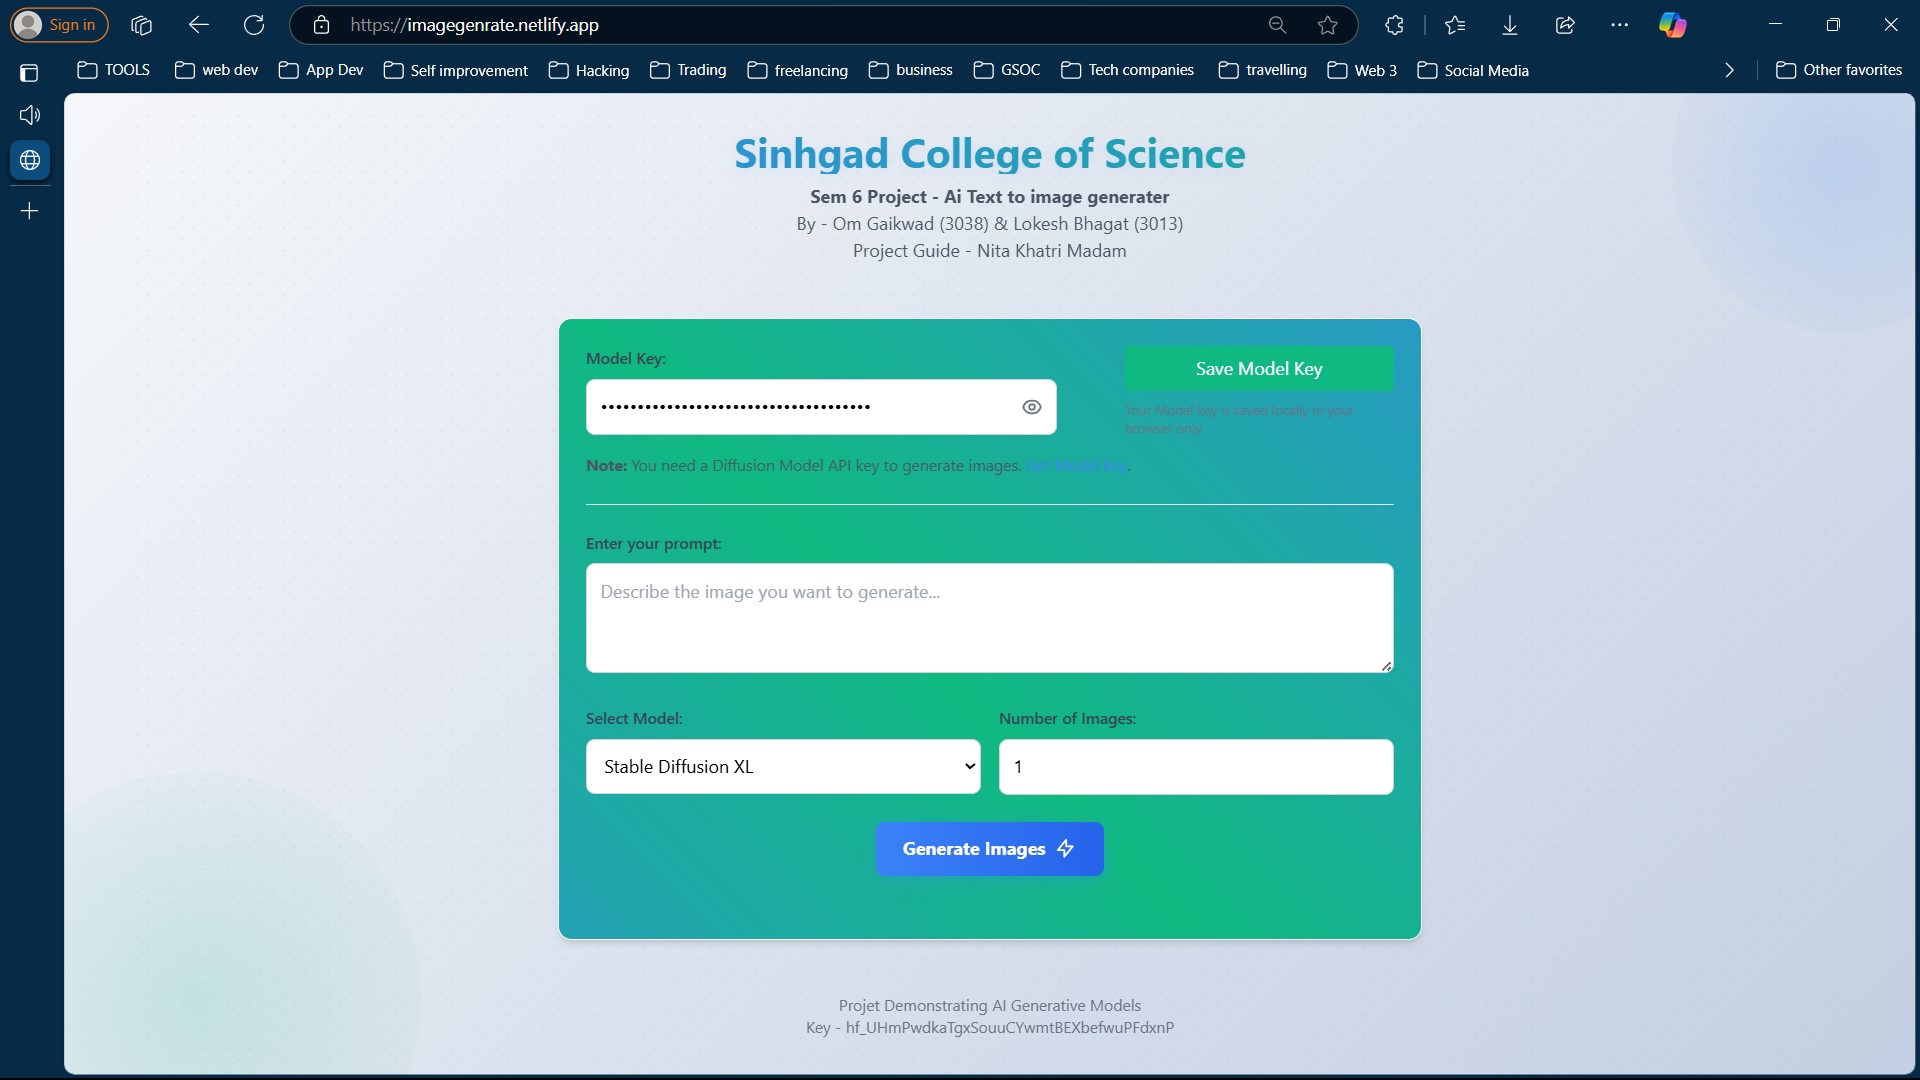 Sign in
https://imagegenrate.netlify.app
TOOLS
web dev
App Dev
Self improvement
Hacking
Trading
freelancing
business
GSOC
Tech companies
travelling
Web 3
Social Media
Other favorites
Sinhgad College of Science
Sem 6 Project - Ai Text to image generater
By - Om Gaikwad (3038) & Lokesh Bhagat (3013)
Project Guide - Nita Khatri Madam
Model Key:
••••••••••••••••••••••••••••••••••••••
Save Model Key
Your Model key is saved locally in your
browser only
Note: You need a Diffusion Model API key to generate images. Get Model key.
Enter your prompt:
Describe the image you want to generate...
Select Model:
Number of Images:
Stable Diffusion XL
1
Generate Images
Projet Demonstrating AI Generative Models
Key - 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